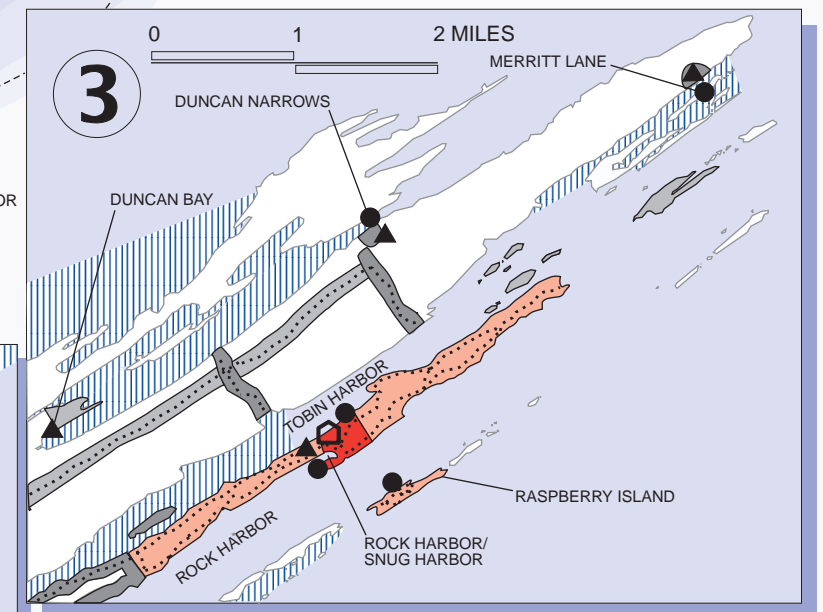 0 1 2 MILES
3
MERRITT LANE
DUNCAN NARROWS
OR
DUNCAN BAY
TOBIN HARBOR
RASPBERRY ISLAND
ROCK HARBOR
ROCK HARBOR/
SNUG HARBOR